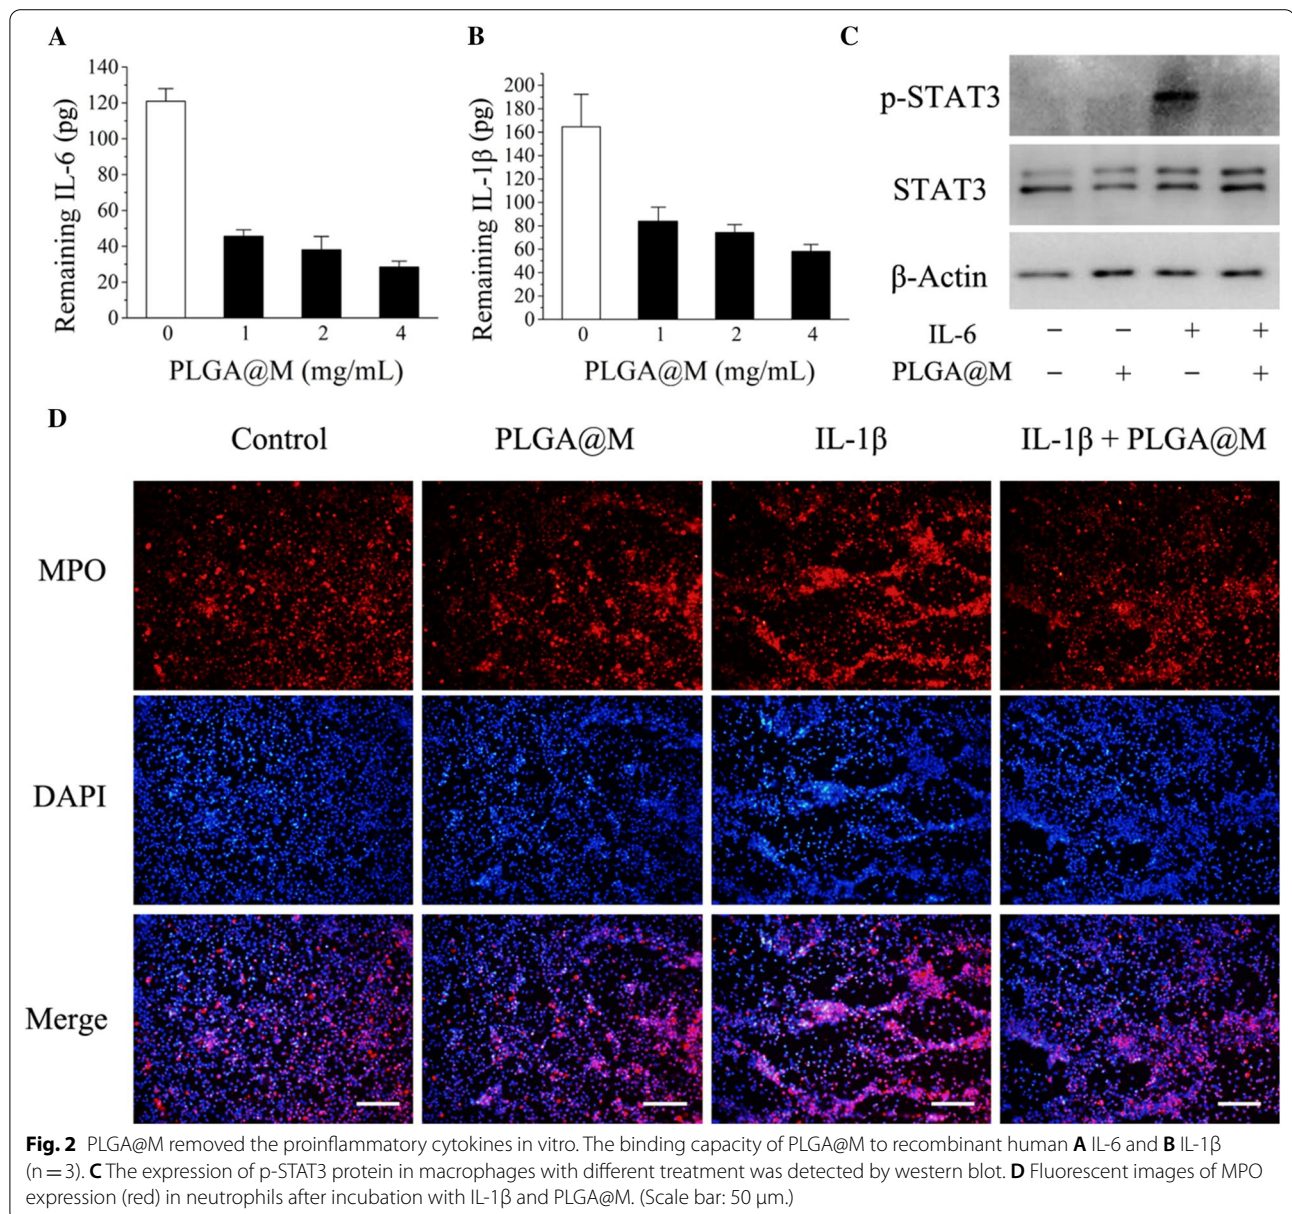 A
B
C
140
120
100
80
60
40
20
0
Remaining IL-6 (pg)
0 1 2 4
PLGA@M (mg/mL)
200
180
160
140
120
100
80
60
40
20
0
Remaining IL-1β (pg)
0 1 2 4
PLGA@M (mg/mL)
p-STAT3
STAT3
β-Actin
IL-6 − − + +
PLGA@M − + − +
D
Control PLGA@M IL-1β IL-1β + PLGA@M
MPO
DAPI
Merge
Fig. 2 PLGA@M removed the proinflammatory cytokines in vitro. The binding capacity of PLGA@M to recombinant human A IL-6 and B IL-1β
(n = 3). C The expression of p-STAT3 protein in macrophages with different treatment was detected by western blot. D Fluorescent images of MPO
expression (red) in neutrophils after incubation with IL-1β and PLGA@M. (Scale bar: 50 μm.)